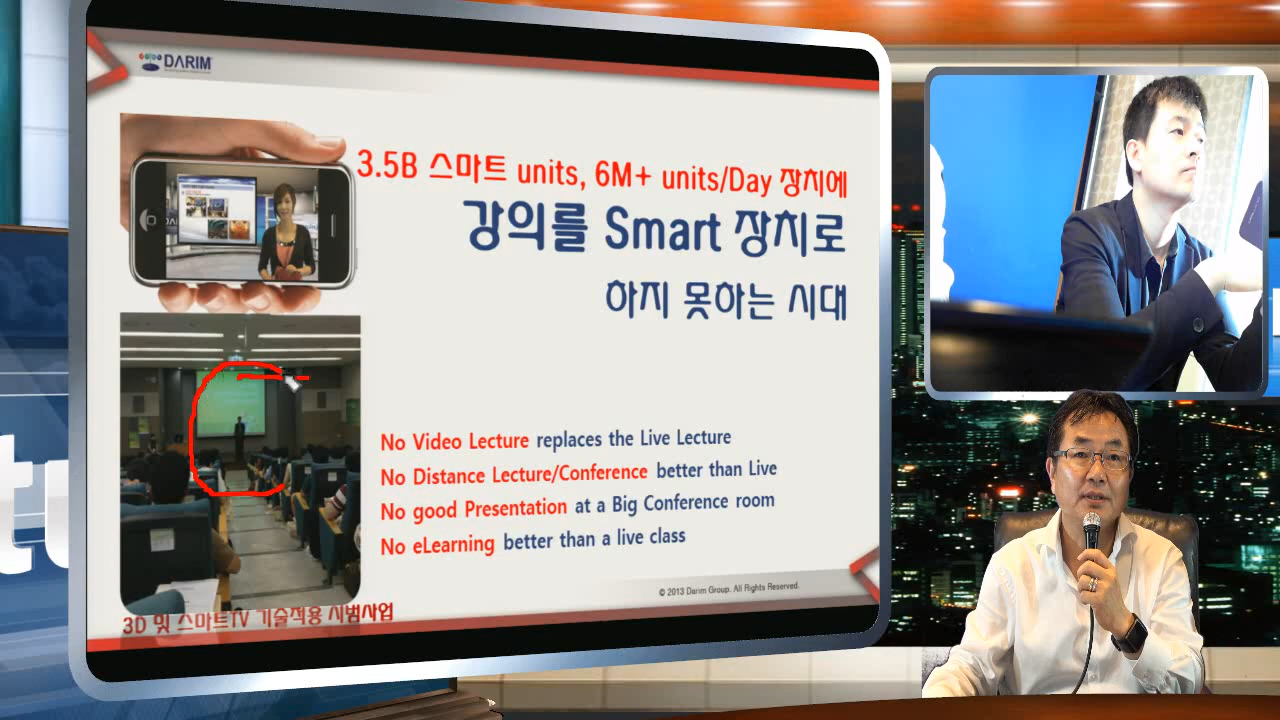 DARIM
3.5B 스마트 units, 6M+ units/Day 장치에
강의를 Smart 장치로
하지 못하는 시대
No Video Lecture replaces the Live Lecture
No Distance Lecture/Conference better than Live
No good Presentation at a Big Conference room
No eLearning better than a live class
© 2013 Darim Group. All Rights Reserved.
3D 및 스마트TV 기술적용 시범사업
tu